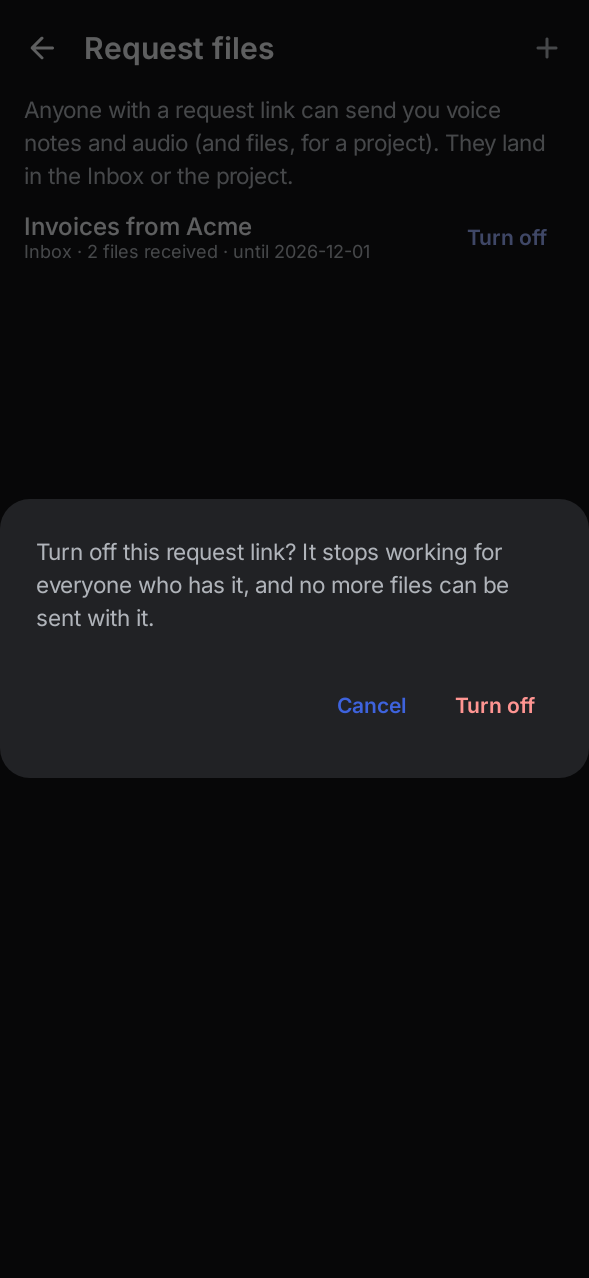 Request files
Anyone with a request link can send you voice
notes and audio (and files, for a project). They land
in the Inbox or the project.
Invoices from Acme
Inbox · 2 files received · until 2026-12-01
Turn off
Turn off this request link? It stops working for
everyone who has it, and no more files can be
sent with it.
Cancel
Turn off